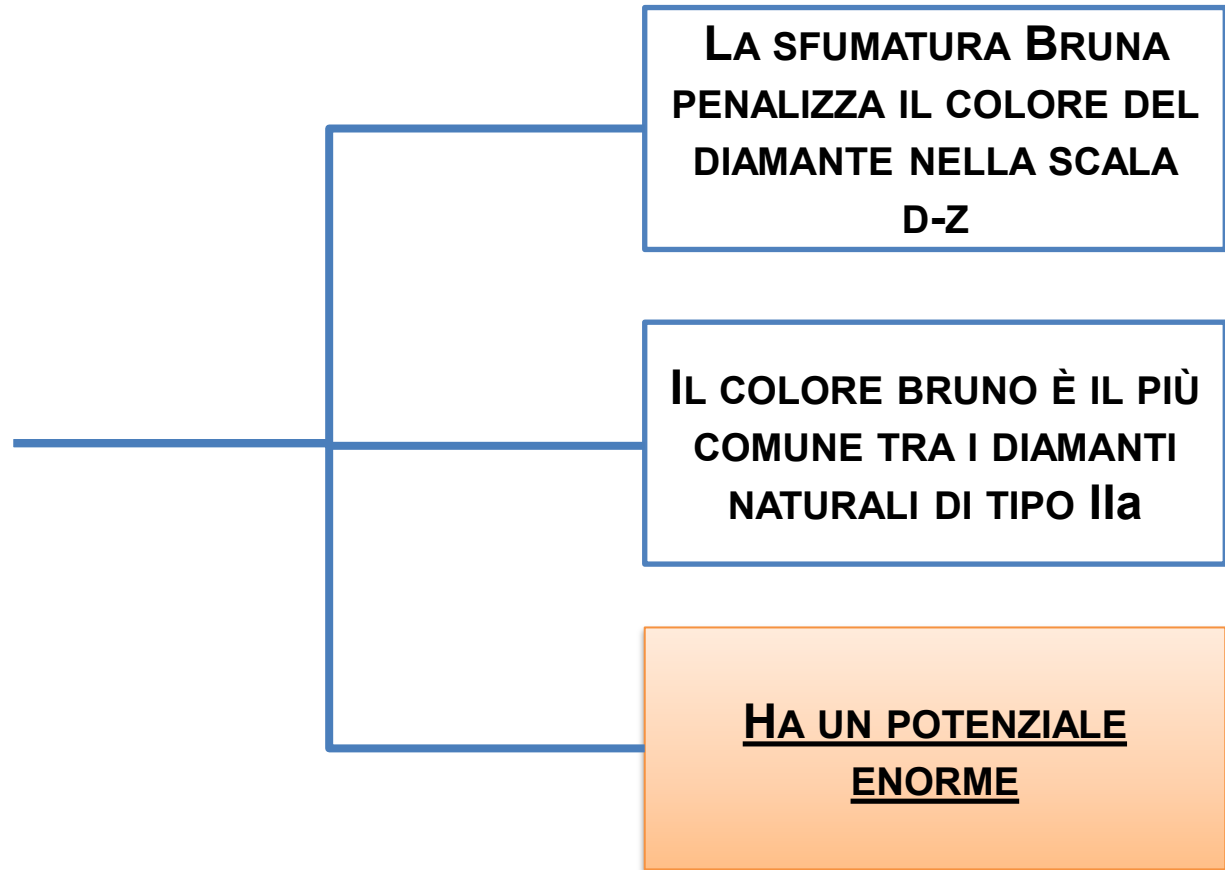 La sfumatura Bruna
penalizza il colore del
diamante nella scala
D-Z
Il colore bruno è il più
comune tra i diamanti
naturali di tipo IIa
Ha un potenziale
enorme